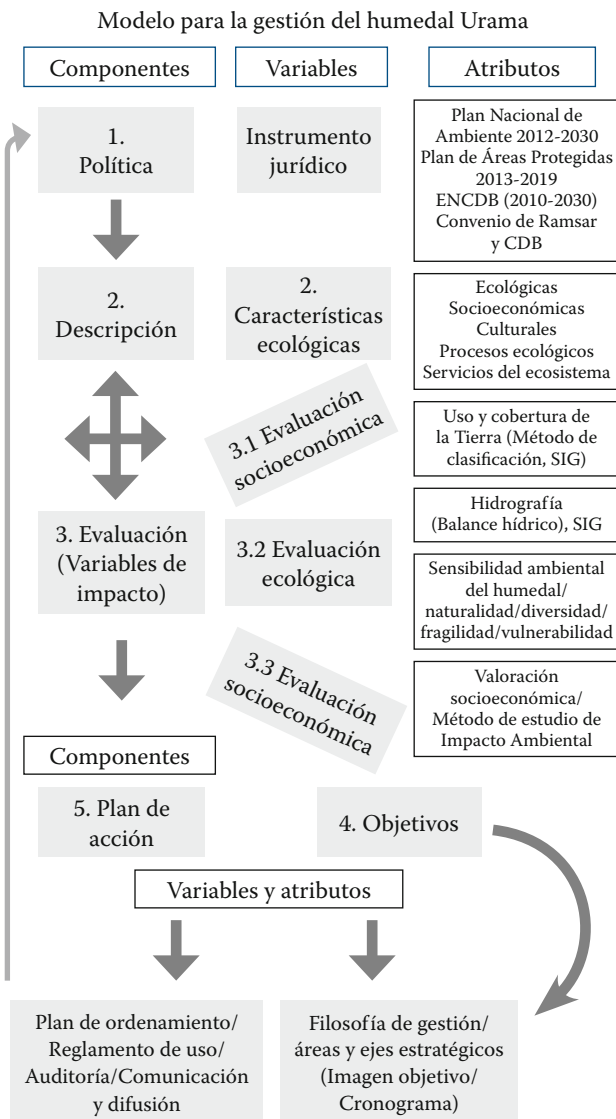 Modelo para la gestión del humedal Urama
Componentes
Variables
Atributos
1.
Política
Instrumento
jurídico
Plan Nacional de
Ambiente 2012-2030
Plan de Áreas Protegidas
2013-2019
ENCDB (2010-2030)
Convenio de Ramsar
y CDB
2.
Descripción
2.
Características
ecológicas
Ecológicas
Socioeconómicas
Culturales
Procesos ecológicos
Servicios del ecosistema
3.1 Evaluación
socioeconómica
Uso y cobertura de
la Tierra (Método de
clasificación, SIG)
3. Evaluación
(Variables de
impacto)
3.2 Evaluación
ecológica
Hidrografía
(Balance hídrico), SIG
Sensibilidad ambiental
del humedal/
naturalidad/diversidad/
fragilidad/vulnerabilidad
3.3 Evaluación
socioeconómica
Valoración
socioeconómica/
Método de estudio de
Impacto Ambiental
Componentes
5. Plan de
acción
4. Objetivos
Variables y atributos
Plan de ordenamiento/
Reglamento de uso/
Auditoría/Comunicación
y difusión
Filosofía de gestión/
áreas y ejes estratégicos
(Imagen objetivo/
Cronograma)